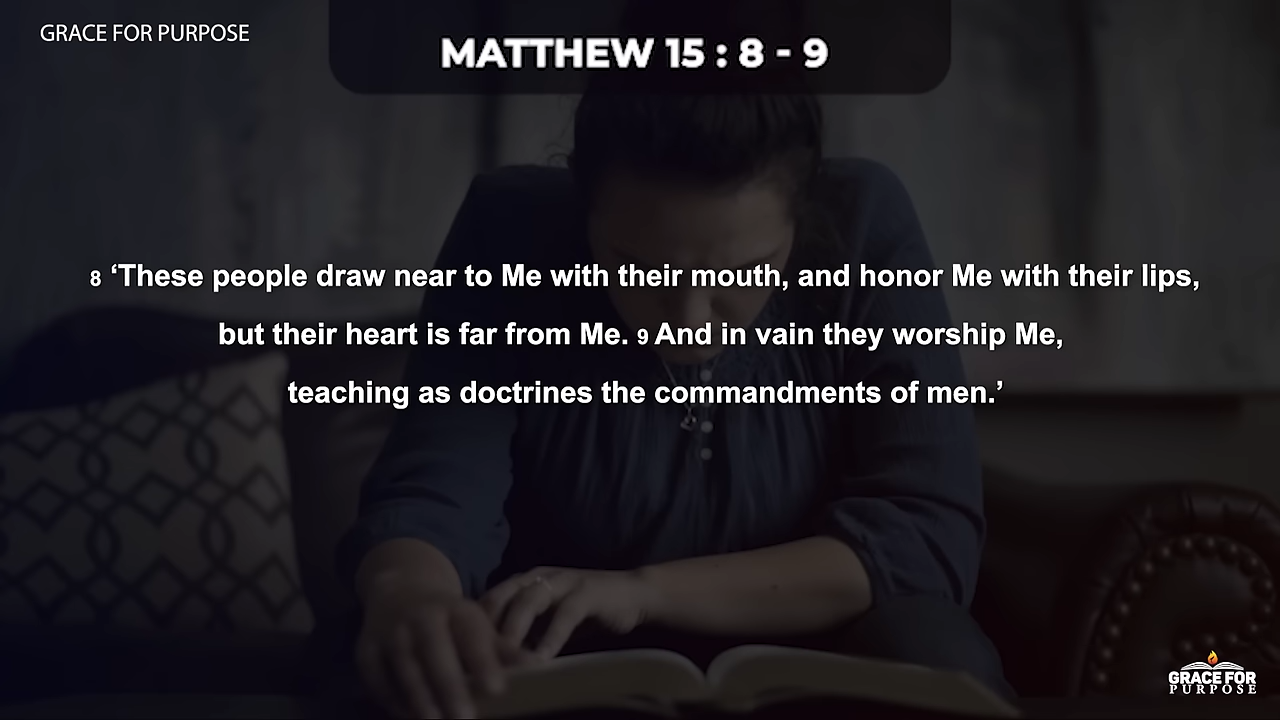 GRACE FOR PURPOSE
MATTHEW 15 : 8 - 9
8 ‘These people draw near to Me with their mouth, and honor Me with their lips,
but their heart is far from Me. 9 And in vain they worship Me,
teaching as doctrines the commandments of men.’
GRACE FOR
PURPOSE